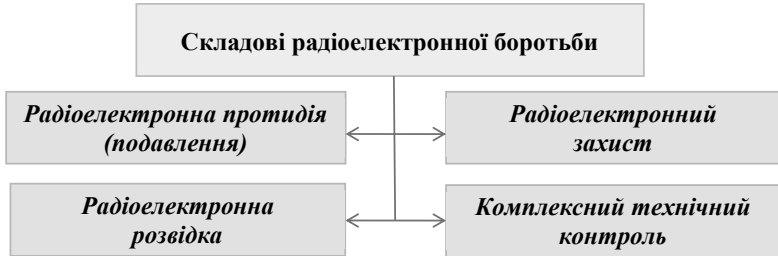 Складові радіоелектронної боротьби
Радіоелектронна протидія
(подавлення)
Радіоелектронний
захист
Радіоелектронна
розвідка
Комплексний технічний
контроль